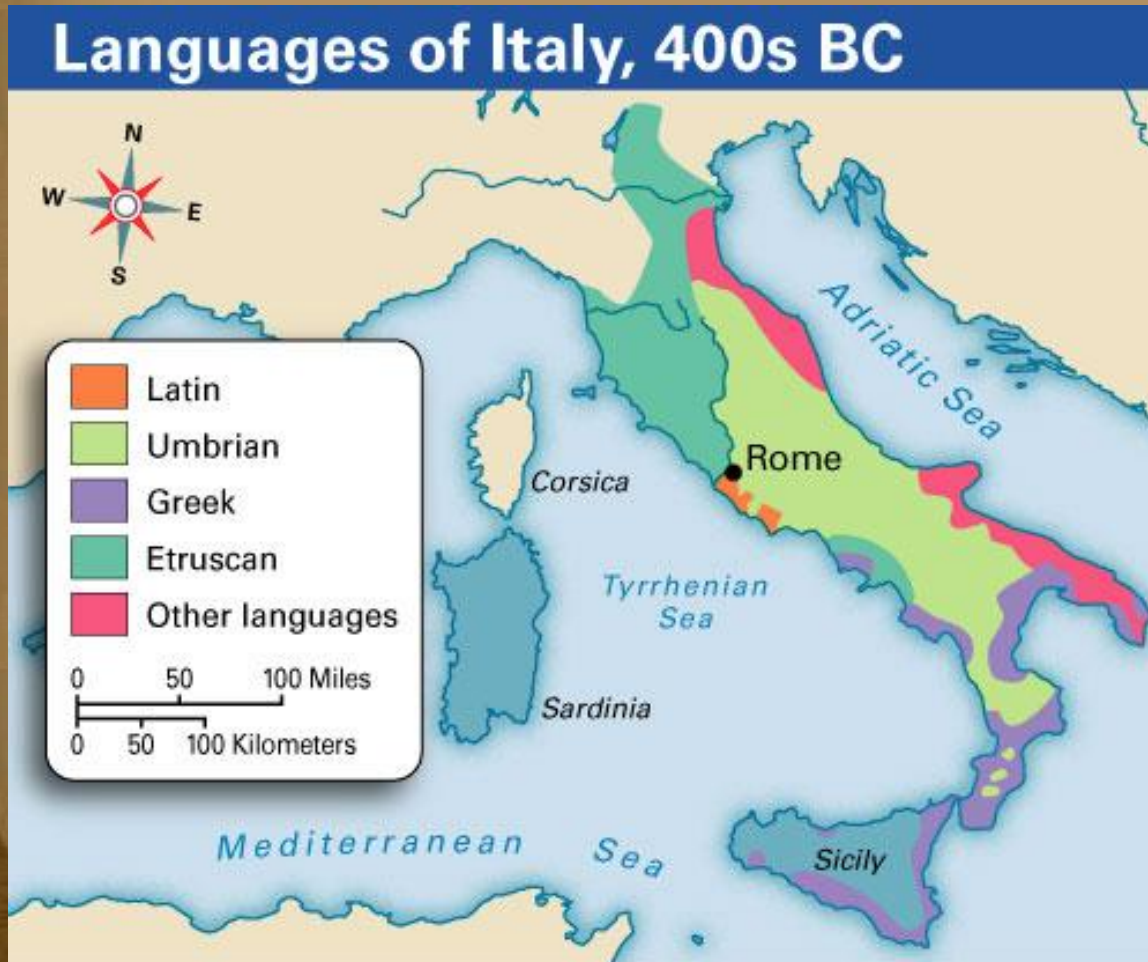 Languages of Italy, 400s BC
N
W
E
S
Latin
Umbrian
Greek
Etruscan
Other languages
0 50 100 Miles
0 50 100 Kilometers
Adriatic Sea
Rome
Corsica
Tyrrhenian
Sea
Sardinia
Mediterranean Sea
Sicily